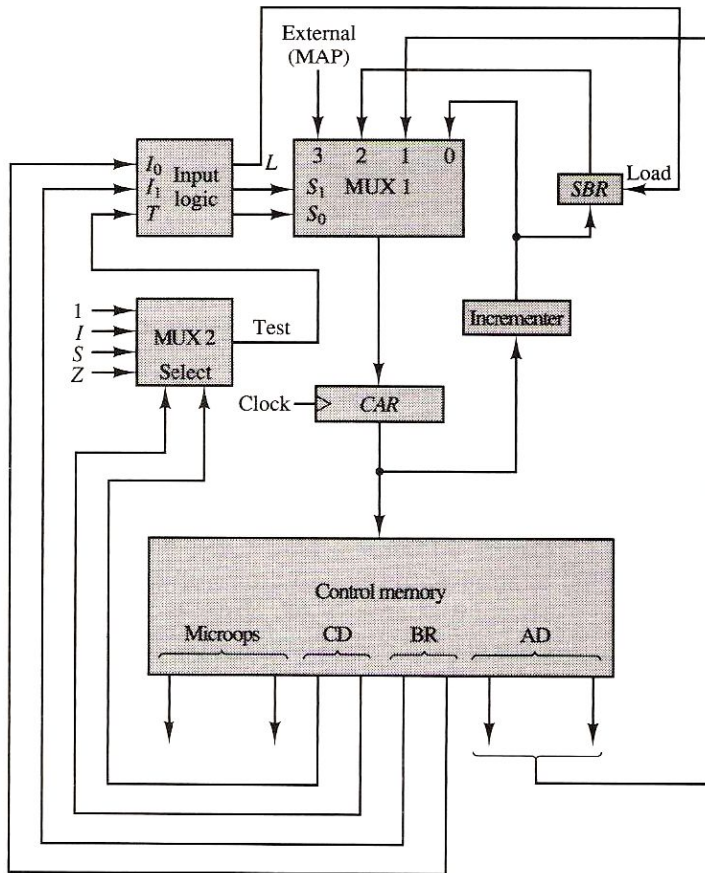 External
(MAP)
3 2 1 0
I0
I1
T
Input
logic
L
S1
S0
MUX 1
SBR
Load
1
I
S
Z
MUX 2
Select
Test
Incrementer
Clock
CAR
Control memory
Microops CD BR AD